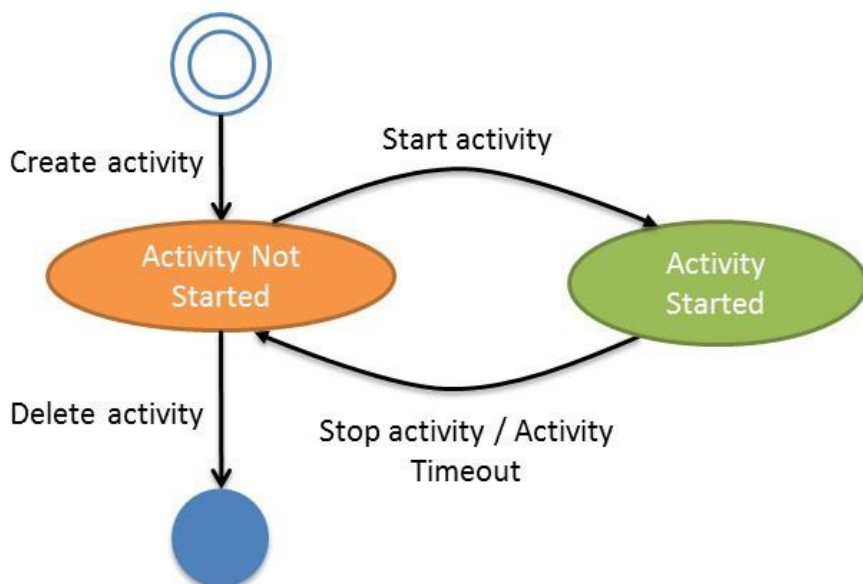 Start activity
Create activity
Activity Not
Started
Activity
Started
Delete activity
Stop activity / Activity
Timeout